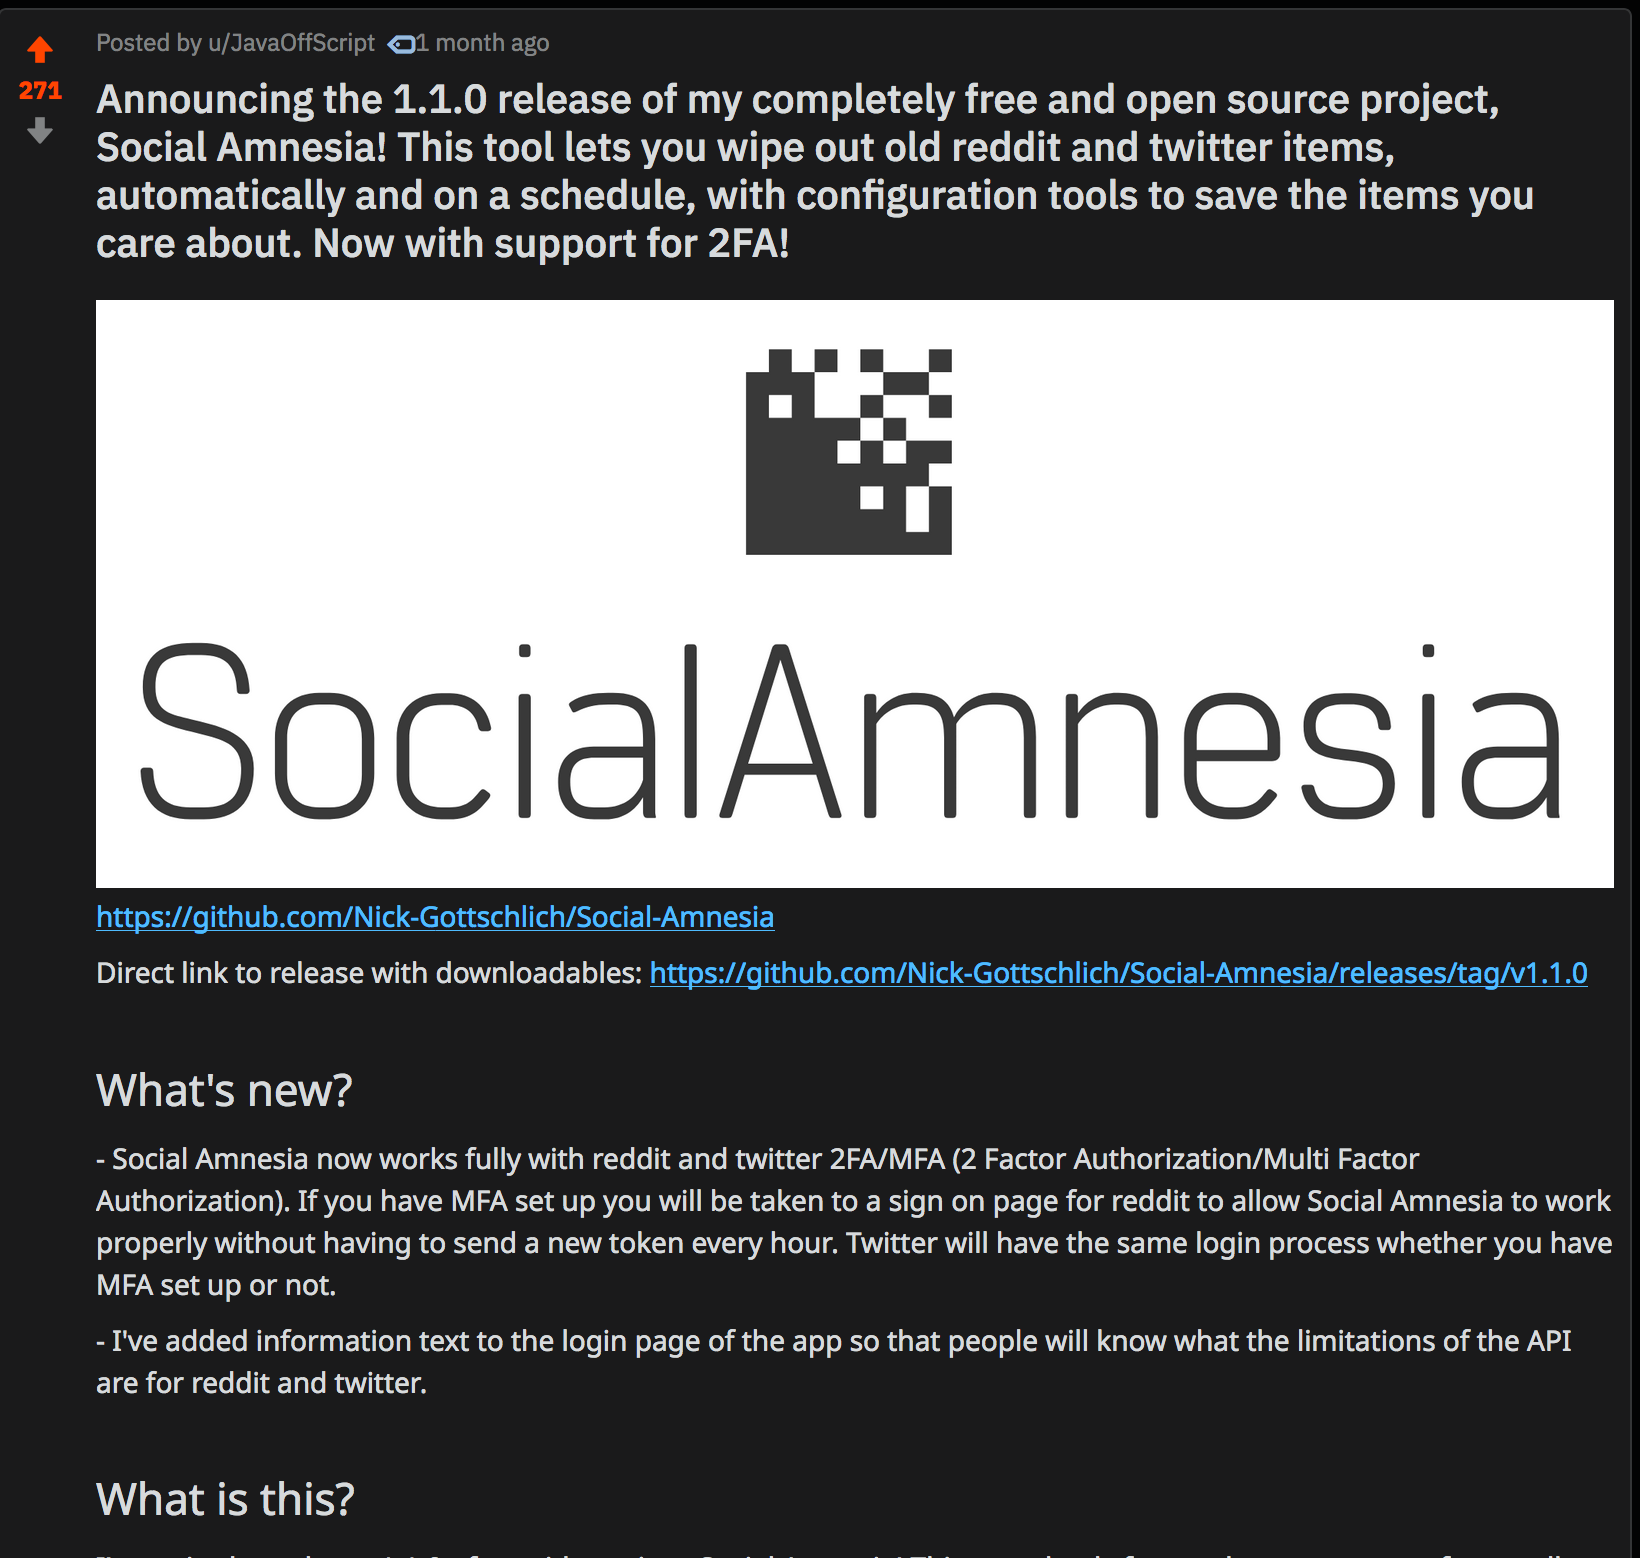 Posted by u/JavaOffScript 1 month ago
271
Announcing the 1.1.0 release of my completely free and open source project,
Social Amnesia! This tool lets you wipe out old reddit and twitter items,
automatically and on a schedule, with configuration tools to save the items you
care about. Now with support for 2FA!
SocialAmnesia
https://github.com/Nick-Gottschlich/Social-Amnesia
Direct link to release with downloadables: https://github.com/Nick-Gottschlich/Social-Amnesia/releases/tag/v1.1.0
What's new?
- Social Amnesia now works fully with reddit and twitter 2FA/MFA (2 Factor Authorization/Multi Factor
Authorization). If you have MFA set up you will be taken to a sign on page for reddit to allow Social Amnesia to work
properly without having to send a new token every hour. Twitter will have the same login process whether you have
MFA set up or not.
- I've added information text to the login page of the app so that people will know what the limitations of the API
are for reddit and twitter.
What is this?